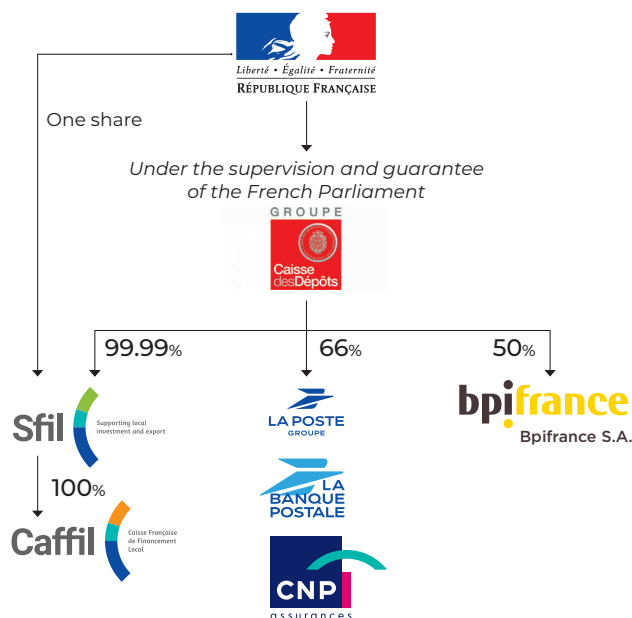 Liberté • Égalité • Fraternité
RÉPUBLIQUE FRANÇAISE
One share
Under the supervision and guarantee
of the French Parliament
GROUPE
Caisse
desDépôts
99.99%
66%
50%
Sfil
Supporting local
investment and export
LA POSTE
GROUPE
bpifrance
Bpifrance S.A.
100%
LA
BANQUE
POSTALE
Caffil
Caisse Française
de Financement
Local
CNP
assurances